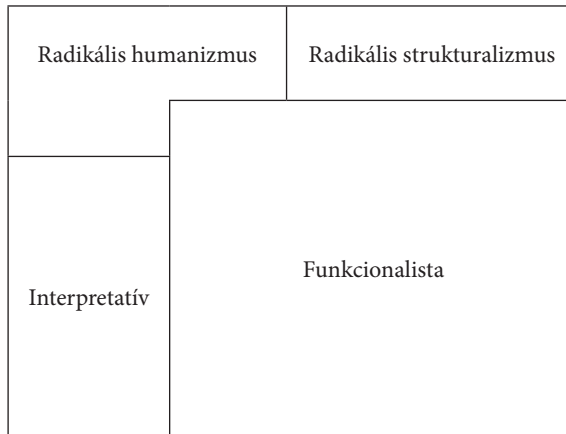 Radikális humanizmus
Radikális strukturalizmus
Funkcionalista
Interpretatív